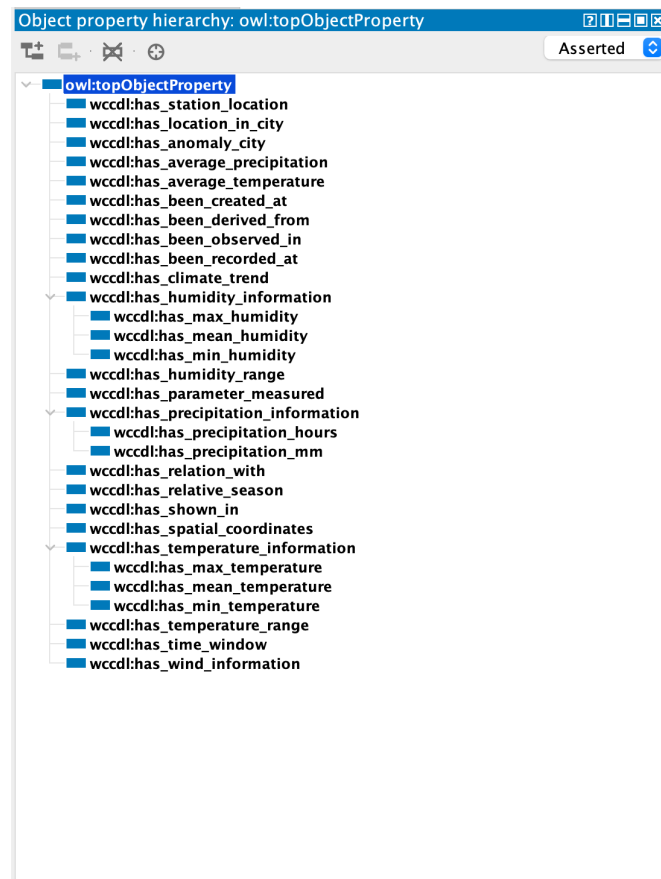 Object property hierarchy: owl:topObjectProperty
Asserted
owl:topObjectProperty
wccdl:has_station_location
wccdl:has_location_in_city
wccdl:has_anomaly_city
wccdl:has_average_precipitation
wccdl:has_average_temperature
wccdl:has_been_created_at
wccdl:has_been_derived_from
wccdl:has_been_observed_in
wccdl:has_been_recorded_at
wccdl:has_climate_trend
wccdl:has_humidity_information
wccdl:has_max_humidity
wccdl:has_mean_humidity
wccdl:has_min_humidity
wccdl:has_humidity_range
wccdl:has_parameter_measured
wccdl:has_precipitation_information
wccdl:has_precipitation_hours
wccdl:has_precipitation_mm
wccdl:has_relation_with
wccdl:has_relative_season
wccdl:has_shown_in
wccdl:has_spatial_coordinates
wccdl:has_temperature_information
wccdl:has_max_temperature
wccdl:has_mean_temperature
wccdl:has_min_temperature
wccdl:has_temperature_range
wccdl:has_time_window
wccdl:has_wind_information